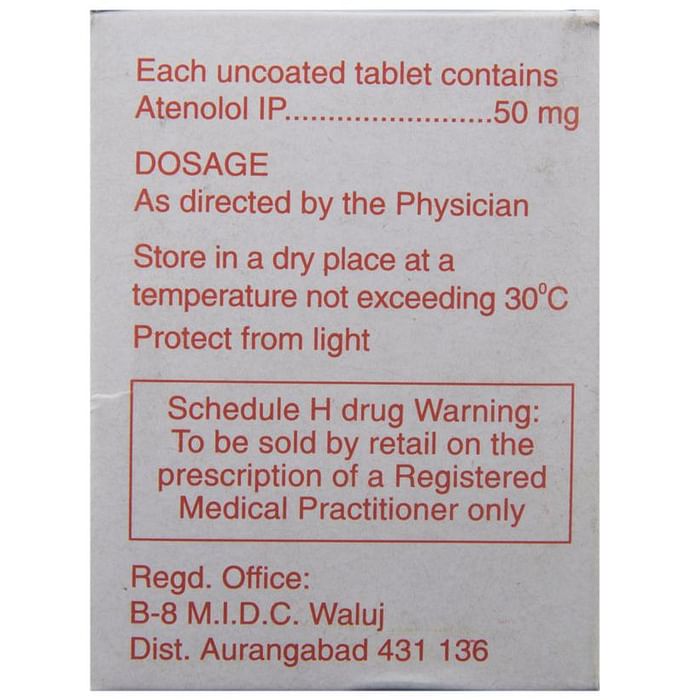 Each uncoated tablet contains
Atenolol IP........................50 mg
DOSAGE
As directed by the Physician
Store in a dry place at a
temperature not exceeding 30⁰C
Protect from light
Schedule H drug Warning:
To be sold by retail on the
prescription of a Registered
Medical Practitioner only
Regd. Office:
B-8 M.I.D.C. Waluj
Dist. Aurangabad 431 136